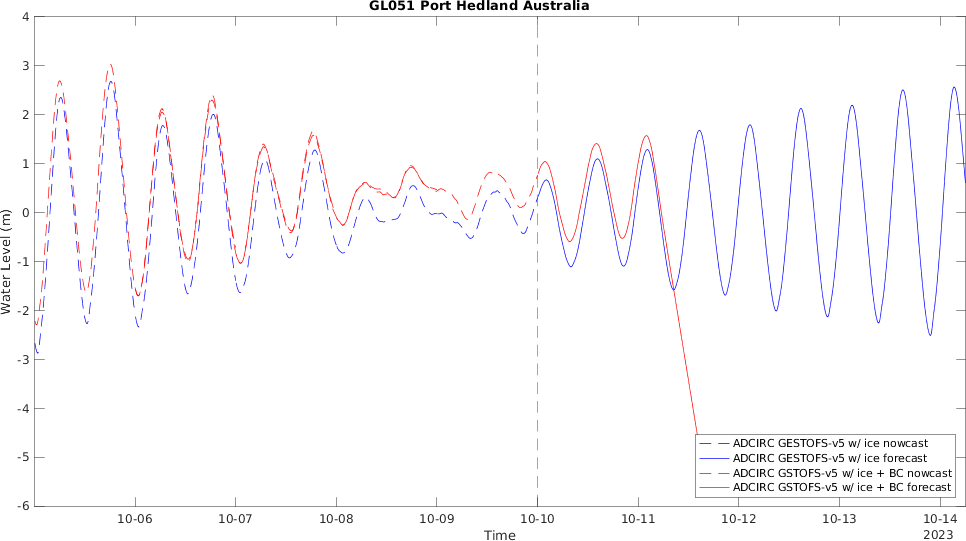 GL051 Port Hedland Australia
4
3
2
1
0
-1
-2
-3
-4
-5
-6
Water Level (m)
ADCIRC GESTOFS-v5 w/ ice nowcast
ADCIRC GESTOFS-v5 w/ ice forecast
ADCIRC GSTOFS-v5 w/ ice + BC nowcast
ADCIRC GSTOFS-v5 w/ ice + BC forecast
10-06 10-07 10-08 10-09 10-10 10-11 10-12 10-13 10-14
2023
Time